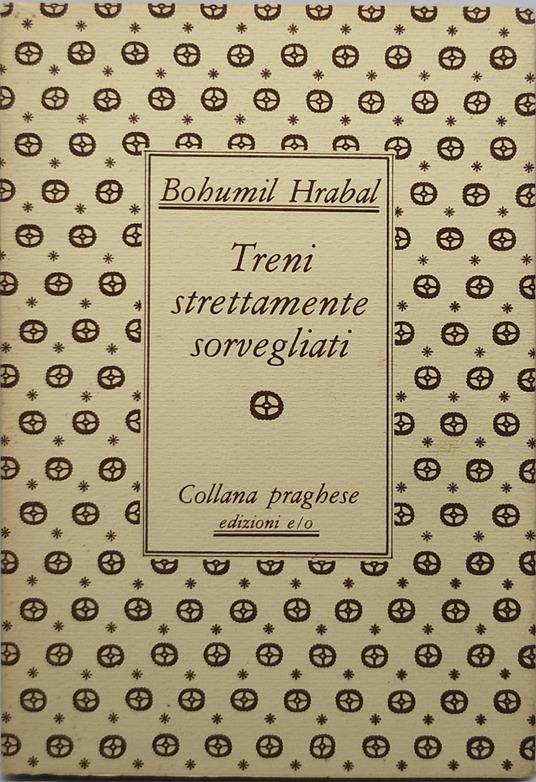 Bohumil Hrabal
Treni
strettamente
sorvegliati
Collana praghese
edizioni e/o